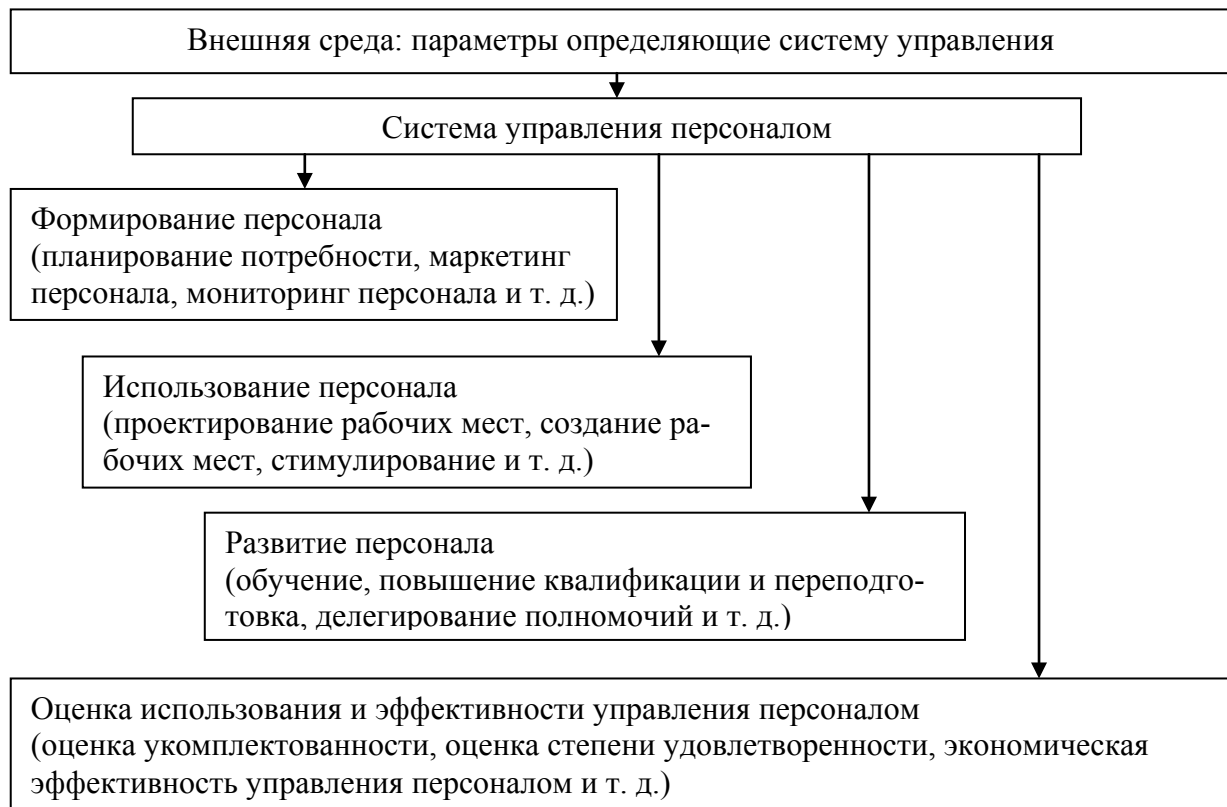 Внешняя среда: параметры определяющие систему управления
Система управления персоналом
Формирование персонала
(планирование потребности, маркетинг
персонала, мониторинг персонала и т. д.)
Использование персонала
(проектирование рабочих мест, создание ра-
бочих мест, стимулирование и т. д.)
Развитие персонала
(обучение, повышение квалификации и переподго-
товка, делегирование полномочий и т. д.)
Оценка использования и эффективности управления персоналом
(оценка укомплектованности, оценка степени удовлетворенности, экономическая
эффективность управления персоналом и т. д.)